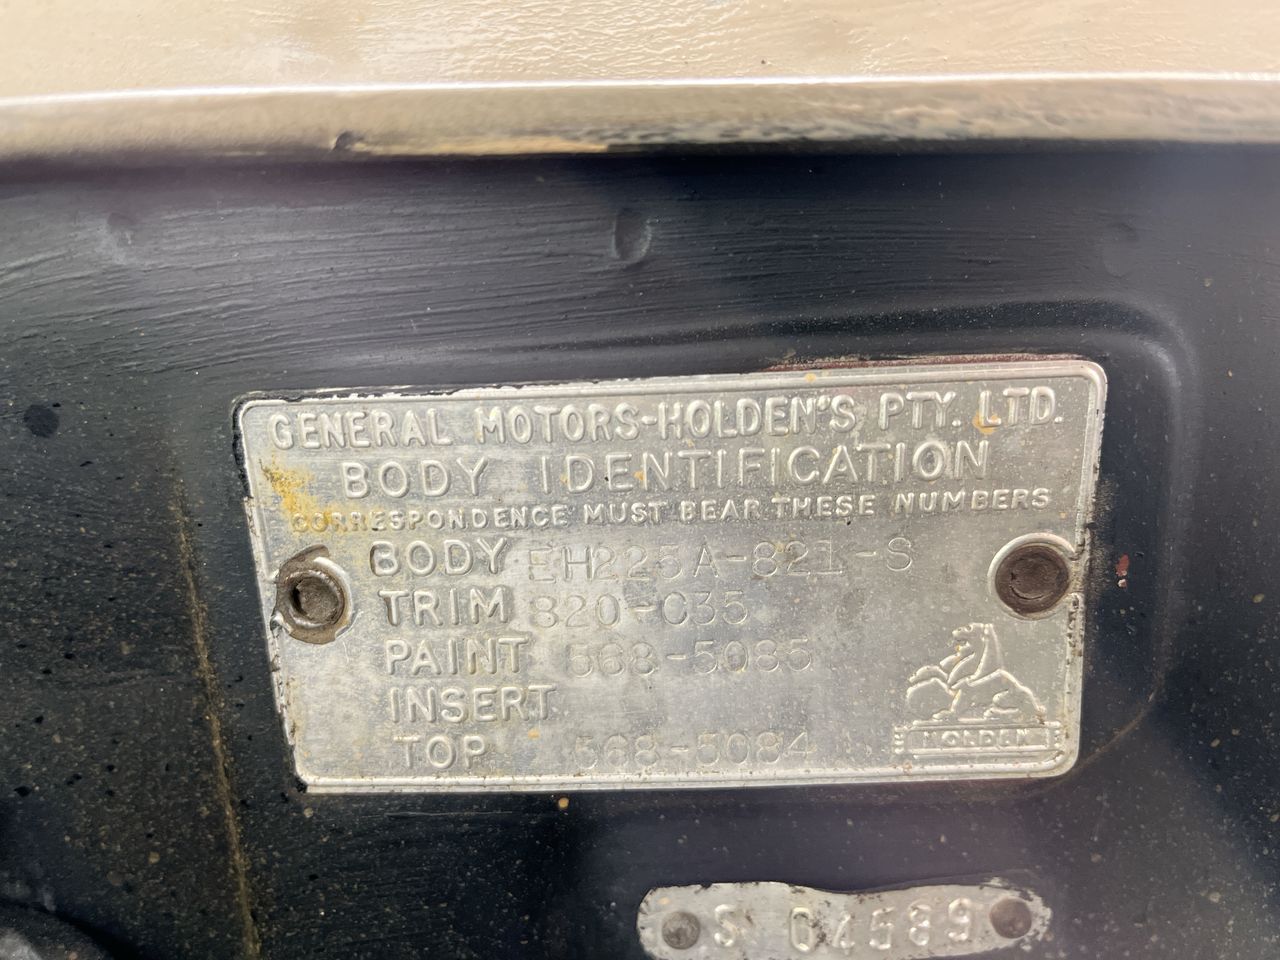 GENERAL MOTORS-HOLDEN'S PTY. LTD.
BODY IDENTIFICATION
CORRESPONDENCE MUST BEAR THESE NUMBERS
BODY EH225A-821-S
TRIM 820-C35
PAINT 568-5085
INSERT
TOP 568-5084
HOLDEN
S 04589